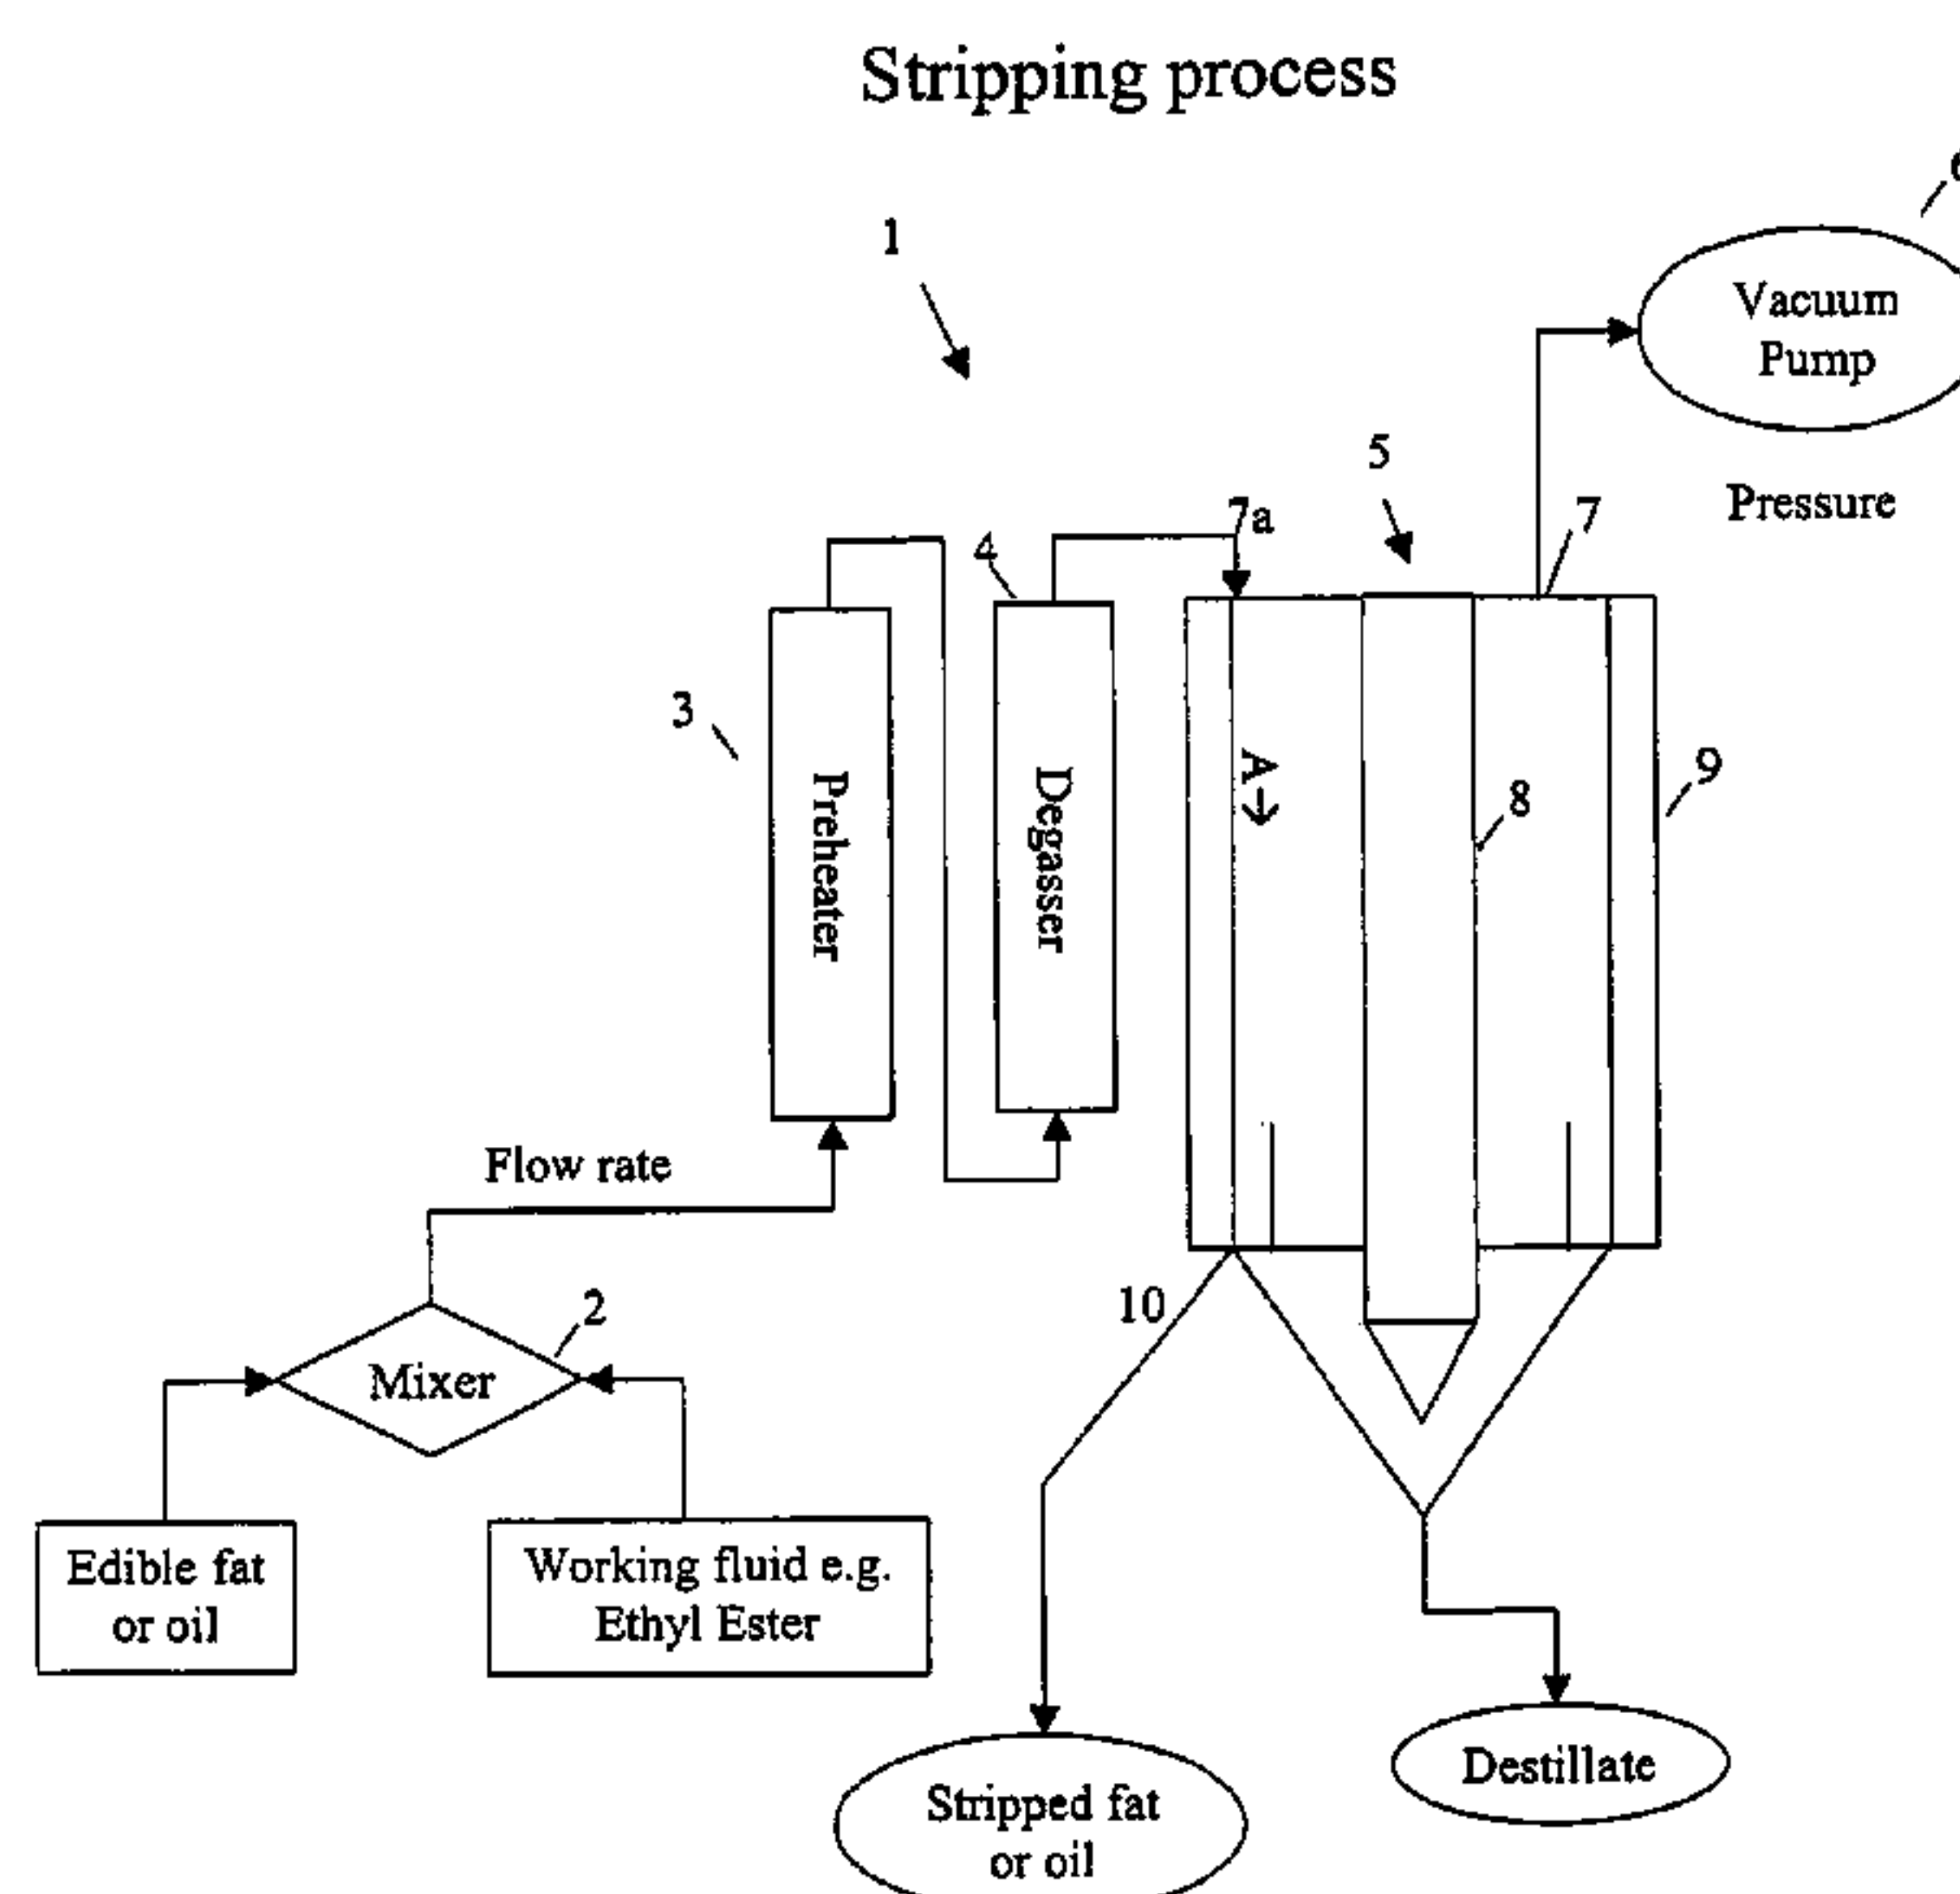 Stripping process
1
6
Vacuum
Pump
5
Pressure
7a
7
4
3
Preheater
Degasser
A
8
9
Flow rate
10
2
Mixer
Edible fat
or oil
Working fluid e.g.
Ethyl Ester
Destillate
Stripped fat
or oil